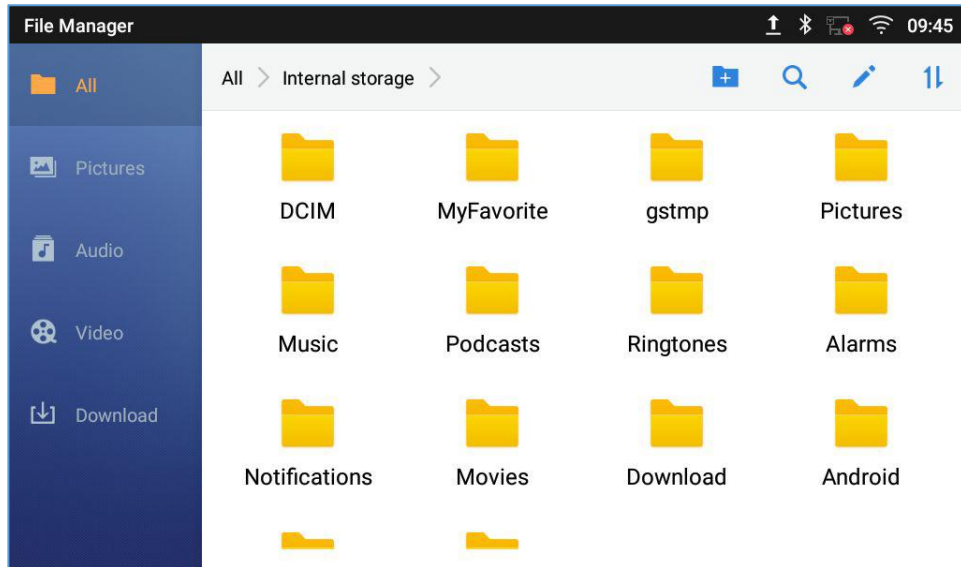 File Manager 09:45
All
Pictures
Audio
Video
Download
All Internal storage
DCIM MyFavorite gstmp Pictures
Music Podcasts Ringtones Alarms
Notifications Movies Download Android